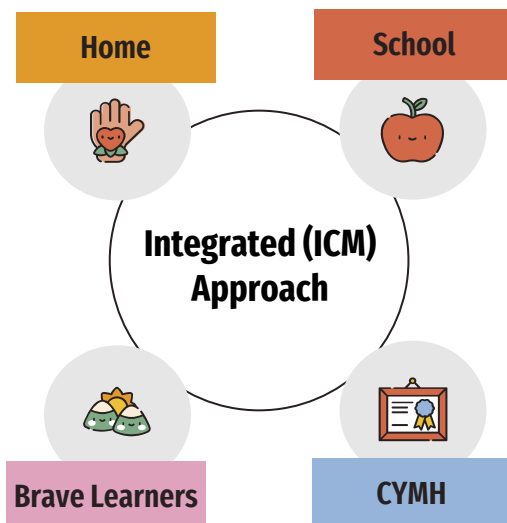 Home
School
Integrated (ICM)
Approach
Brave Learners
CYMH